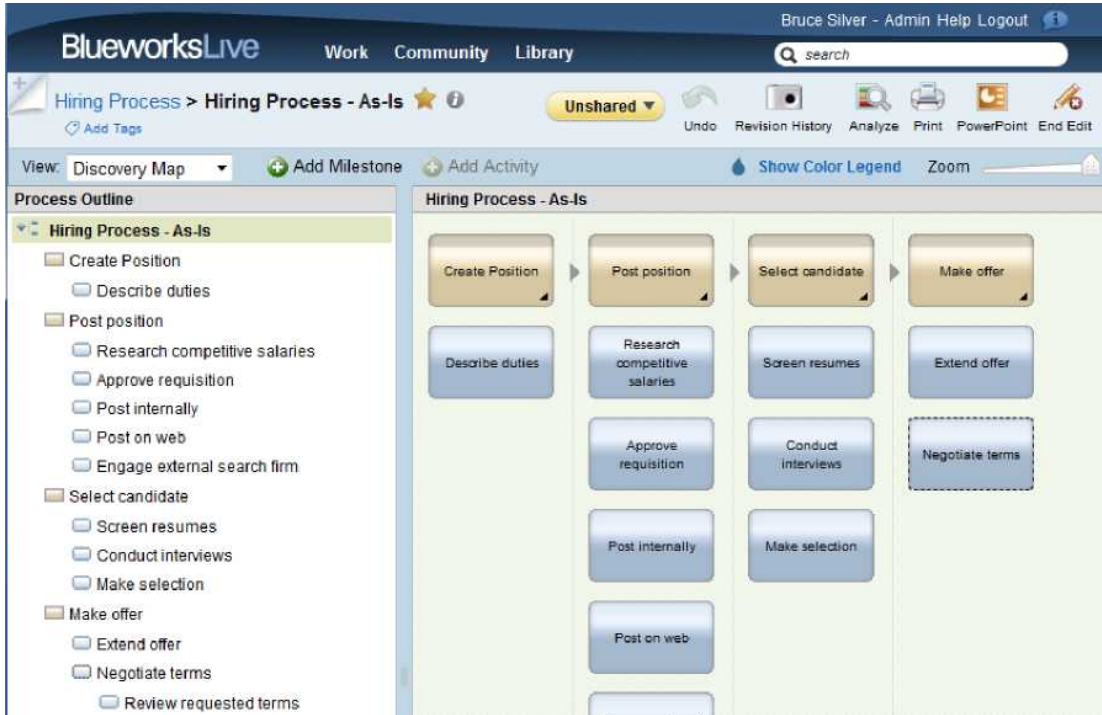 Bruce Silver - Admin Help Logout
BlueworksLive Work Community Library search
Hiring Process > Hiring Process - As-Is
Add Tags
Unshared
Undo Revision History Analyze Print PowerPoint End Edit
View: Discovery Map Add Milestone Add Activity Show Color Legend Zoom
Process Outline
Hiring Process - As-Is
Create Position
Describe duties
Post position
Research competitive salaries
Approve requisition
Post internally
Post on web
Engage external search firm
Select candidate
Screen resumes
Conduct interviews
Make selection
Make offer
Extend offer
Negotiate terms
Review requested terms
Hiring Process - As-Is
Create Position
Post position
Select candidate
Make offer
Describe duties
Research
competitive
salaries
Screen resumes
Extend offer
Approve
requisition
Conduct
interviews
Negotiate terms
Post internally
Make selection
Post on web